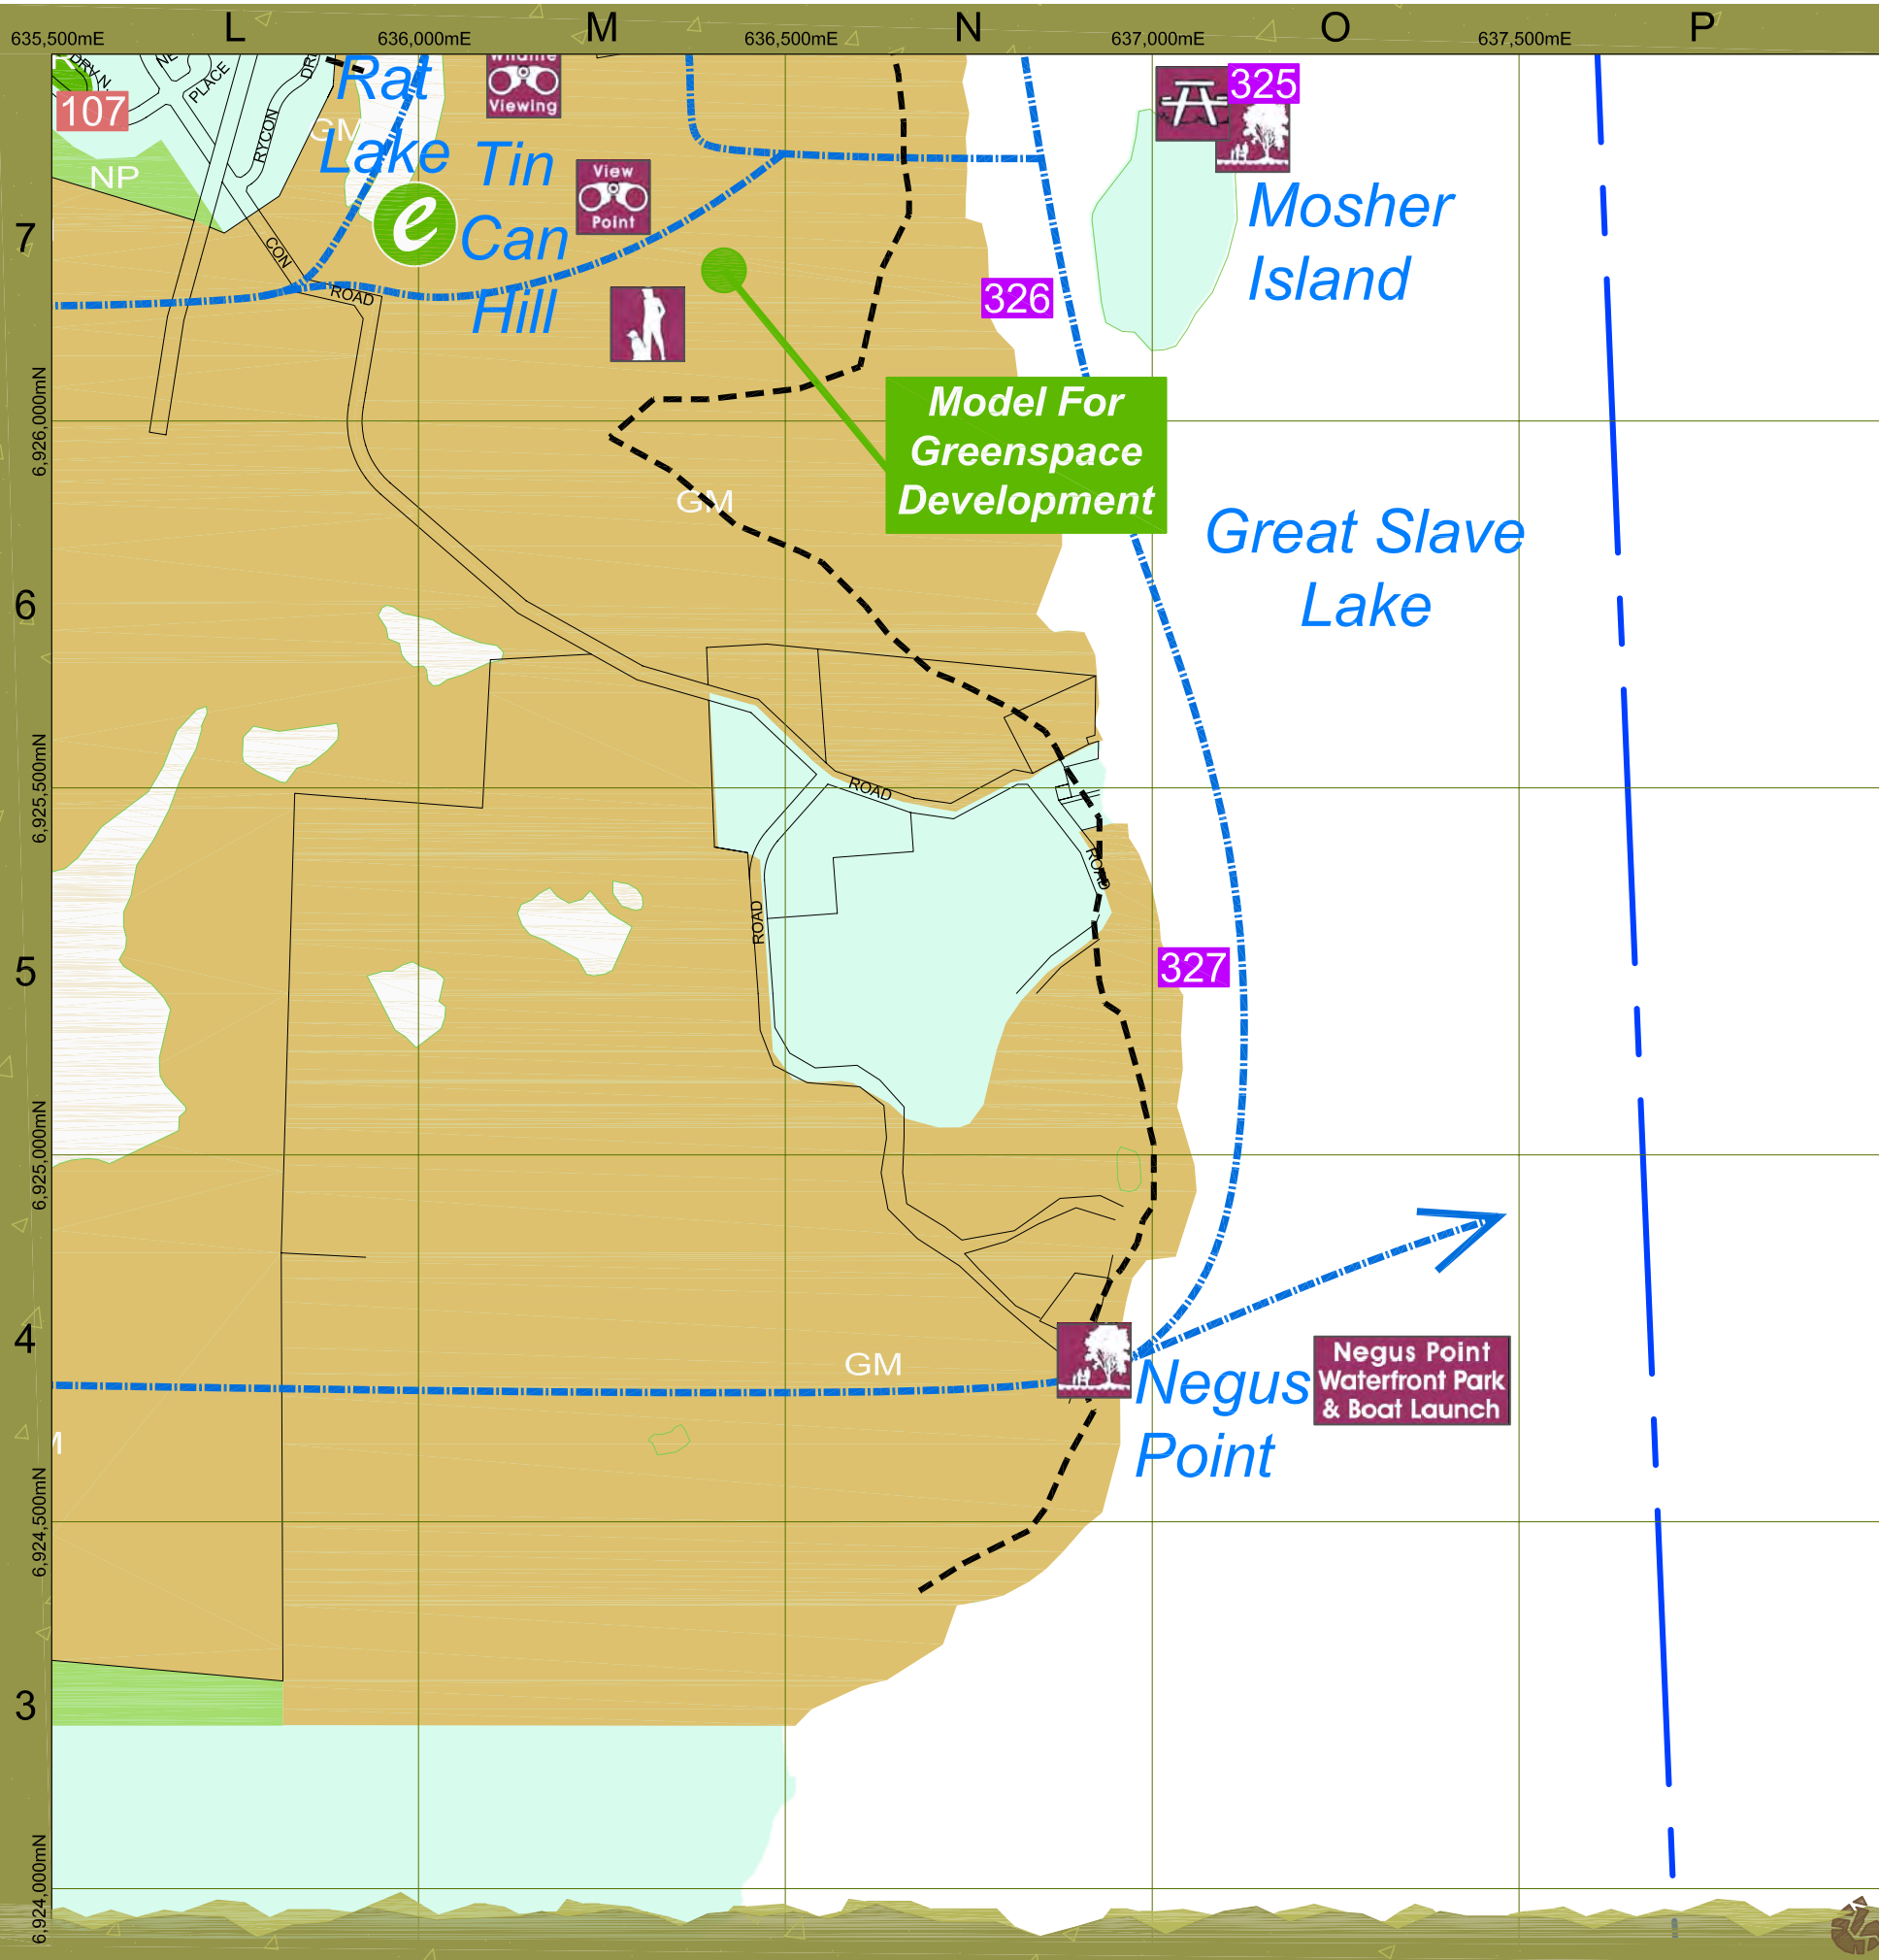 L
M
N
O
P
635,500mE
636,000mE
636,500mE
637,000mE
637,500mE
DRV N.
PLACE
RYCON
107
NP
GM
Rat
Lake
Viewing
325
Tin
Can
Hill
View
Point
e
Mosher
Island
7
CON
ROAD
326
6,926,000mN
Model For
Greenspace
Development
GM
Great Slave
Lake
6
6,925,500mN
ROAD
ROAD
ROAD
5
327
6,925,000mN
4
GM
Negus
Point
Negus Point
Waterfront Park
& Boat Launch
6,924,500mN
3
6,924,000mN